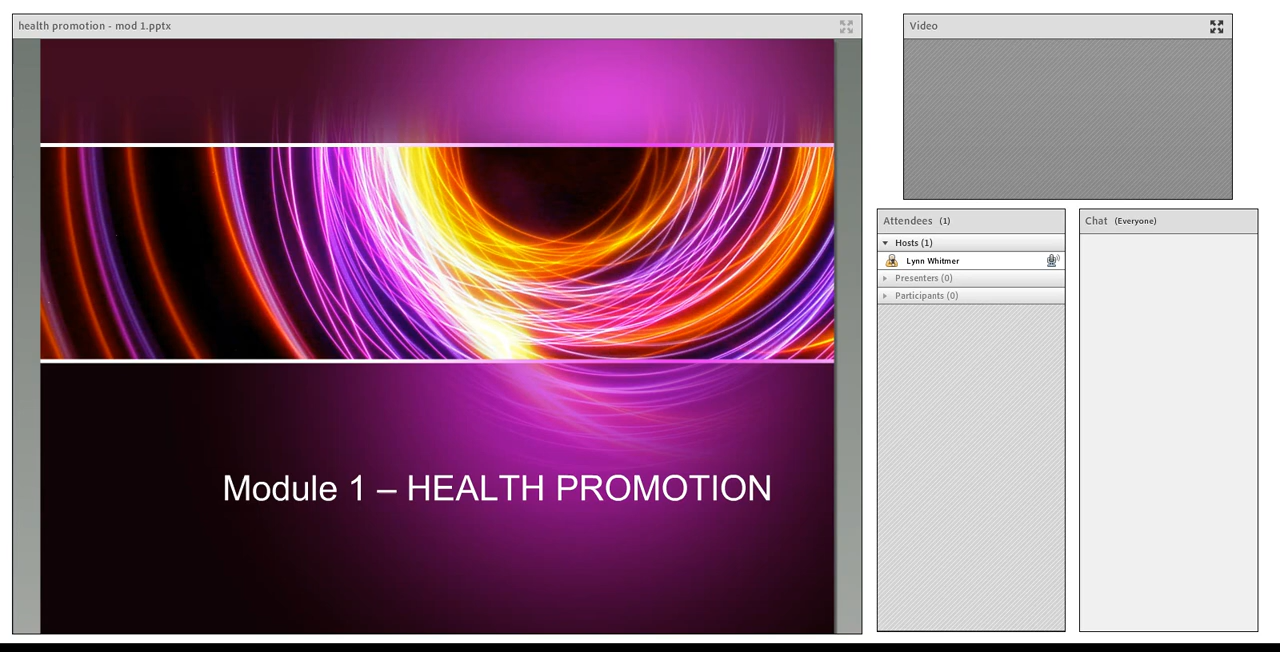 health promotion - mod 1.pptx
Module 1 – HEALTH PROMOTION
Video
Attendees (1)
Hosts (1)
Lynn Whitmer
Presenters (0)
Participants (0)
Chat (Everyone)